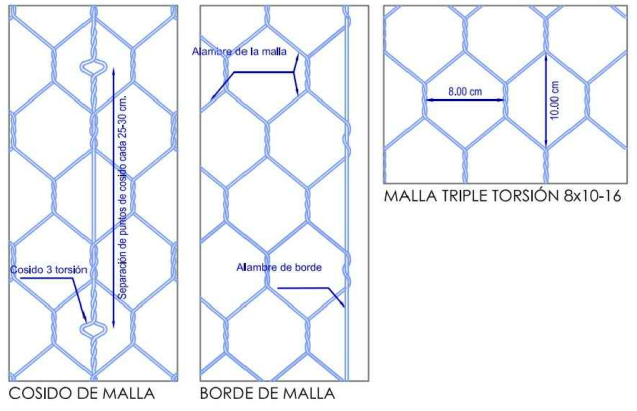 Separación de puntos de cosido cada 25-30 cm.
Cosido 3 torsión
COSIDO DE MALLA
Alambre de la malla
Alambre de borde
BORDE DE MALLA
8.00 cm
10.00 cm
MALLA TRIPLE TORSIÓN 8x10-16